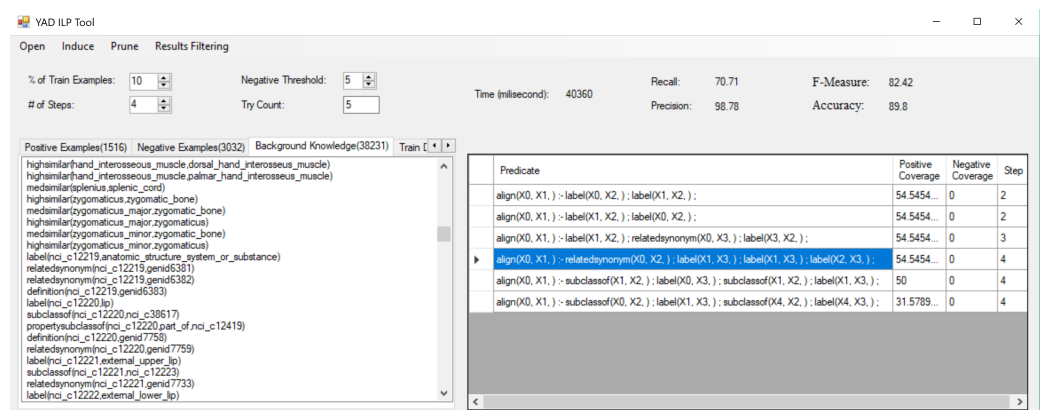 YAD ILP Tool
Open Induce Prune Results Filtering
% of Train Examples: 10 Negative Threshold: 5
# of Steps: 4 Try Count: 5
Time (milisecond): 40360
Recall: 70.71 F-Measure: 82.42
Precision: 98.78 Accuracy: 89.8
Positive Examples(1516) Negative Examples(3032) Background Knowledge(38231) Train D
highsimilar(hand_interosseous_muscle,dorsal_hand_interosseus_muscle)
highsimilar(hand_interosseous_muscle,palmar_hand_interosseus_muscle)
medsimilar(splenius,splenic_cord)
highsimilar(zygomaticus,zygomatic_bone)
medsimilar(zygomaticus_major,zygomatic_bone)
highsimilar(zygomaticus_major,zygomaticus)
medsimilar(zygomaticus_minor,zygomatic_bone)
highsimilar(zygomaticus_minor,zygomaticus)
label(nci_c12219,anatomic_structure_system_or_substance)
relatedsynonym(nci_c12219,genid6381)
relatedsynonym(nci_c12219,genid6382)
definition(nci_c12219,genid6383)
label(nci_c12220,lip)
subclassof(nci_c12220,nci_c38617)
propertysubclassof(nci_c12220,part_of,nci_c12419)
definition(nci_c12220,genid7758)
relatedsynonym(nci_c12220,genid7759)
label(nci_c12221,external_upper_lip)
subclassof(nci_c12221,nci_c12223)
relatedsynonym(nci_c12221,genid7733)
label(nci_c12222,external_lower_lip)
Predicate Positive Coverage Negative Coverage Step
align(X0, X1, ) :- label(X0, X2, ) ; label(X1, X2, ) ; 54.5454... 0 2
align(X0, X1, ) :- label(X1, X2, ) ; label(X0, X2, ) ; 54.5454... 0 2
align(X0, X1, ) :- label(X1, X2, ) ; relatedsynonym(X0, X3, ) ; label(X3, X2, ) ; 54.5454... 0 3
align(X0, X1, ) :- relatedsynonym(X0, X2, ) ; label(X1, X3, ) ; label(X1, X3, ) ; label(X2, X3, ) ; 54.5454... 0 4
align(X0, X1, ) :- subclassof(X1, X2, ) ; label(X0, X3, ) ; subclassof(X1, X2, ) ; label(X1, X3, ) ; 50 0 4
align(X0, X1, ) :- subclassof(X0, X2, ) ; label(X1, X3, ) ; subclassof(X4, X2, ) ; label(X4, X3, ) ; 31.5789... 0 4